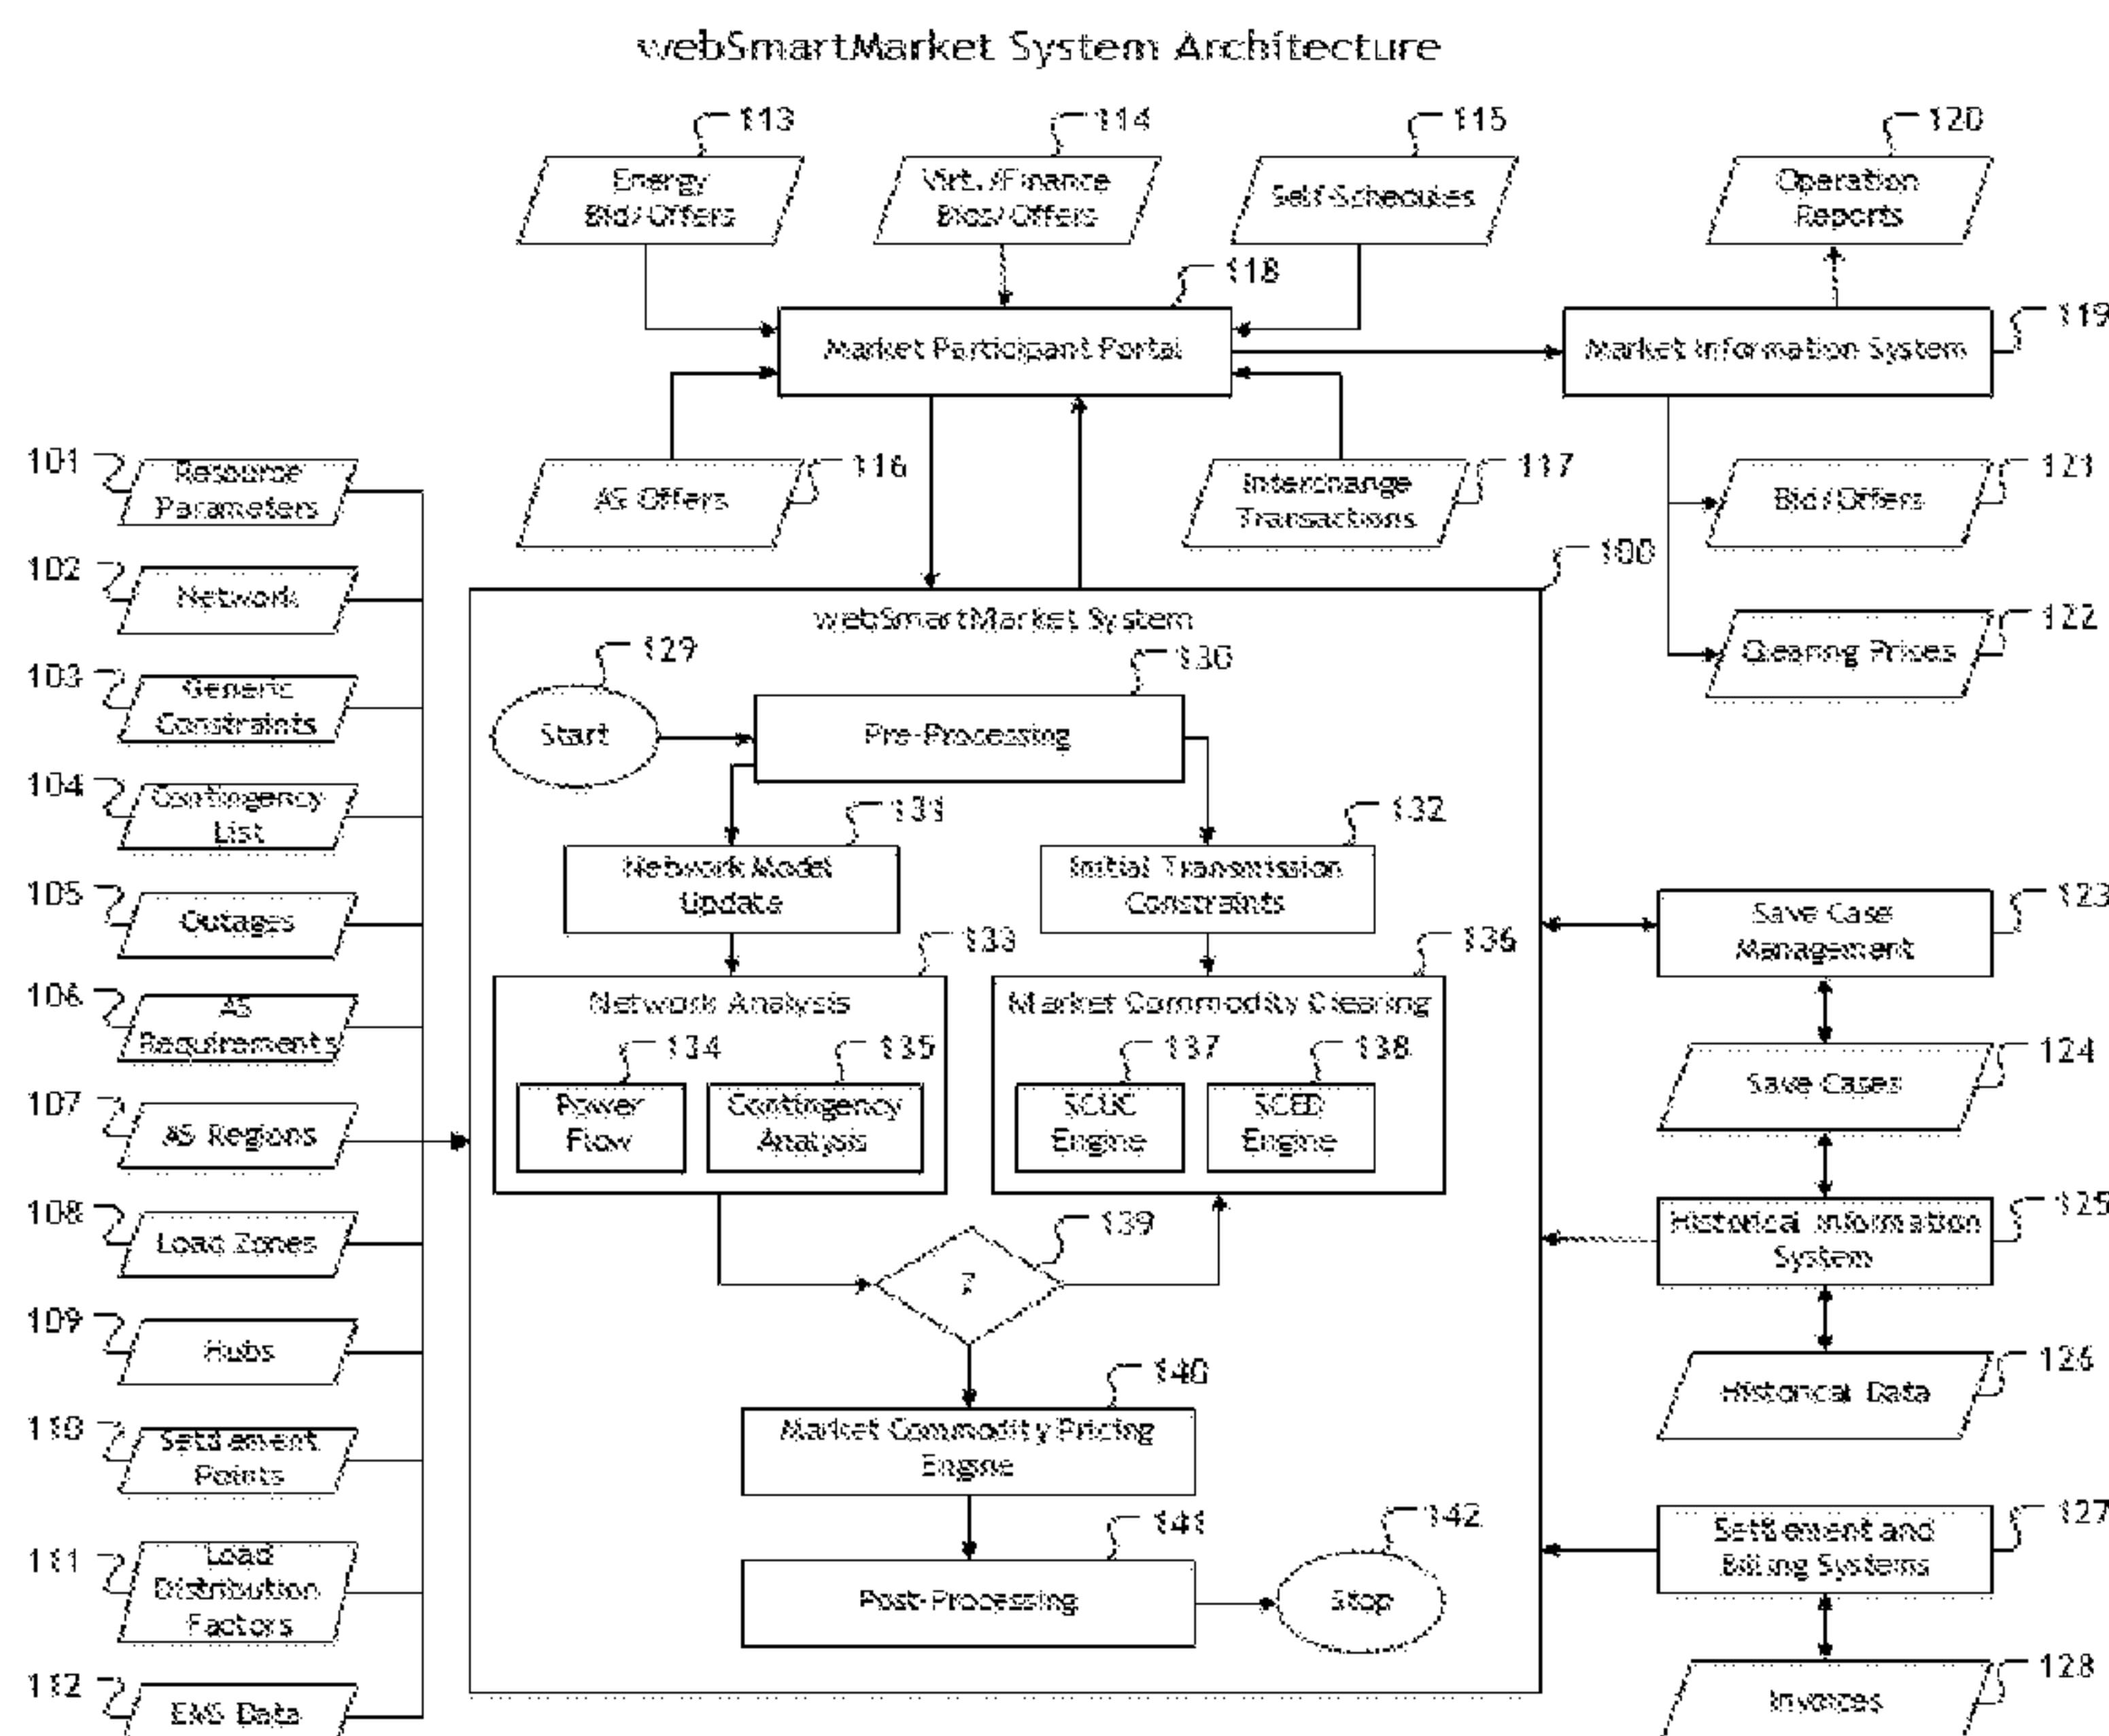 webSmartMarket System Architecture
113
114
115
120
Energy
Bid/Offers
Virt./Finance
Bids/Offers
Self-Schedules
Operation
Reports
118
119
Market Participant Portal
Market Information System
101
Resource
Parameters
116
AS Offers
117
Interchange
Transactions
121
Bid/Offers
102
Network
100
webSmartMarket System
122
Clearing Prises
103
Generic
Constraints
129
Start
130
Pre-Processing
104
Contingency
List
131
Network Model
Update
132
Initial Transmission
Constraints
105
Outages
123
Save Case
Management
133
Network Analysis
136
Market Commodity Clearing
106
AS
Requirements
134
Power
Flow
135
Contingency
Analysis
137
SCUC
Engine
138
SCED
Engine
124
Save Cases
107
AS Regions
108
Load Zones
139
?
125
Historical Information
System
109
Hubs
126
Historical Data
110
Settlement
Points
140
Market Commodity Pricing
Engine
111
Load
Distribution
Factors
141
Post-Processing
142
Stop
127
Settlement and
Billing Systems
112
EMS Data
128
Invoices